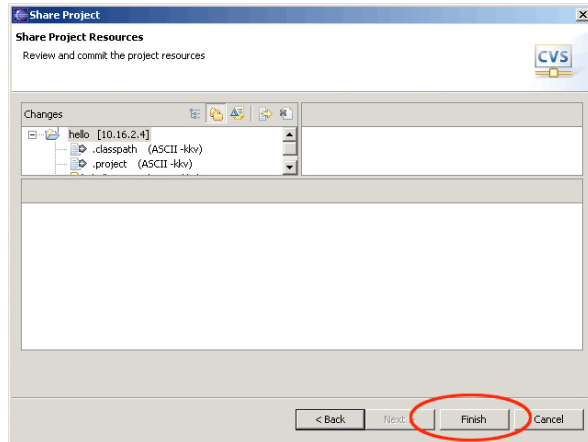 Share Project
Share Project Resources
Review and commit the project resources
CVS
Changes
hello [10.16.2.4]
.classpath (ASCII -kkv)
.project (ASCII -kkv)
< Back
Next >
Finish
Cancel